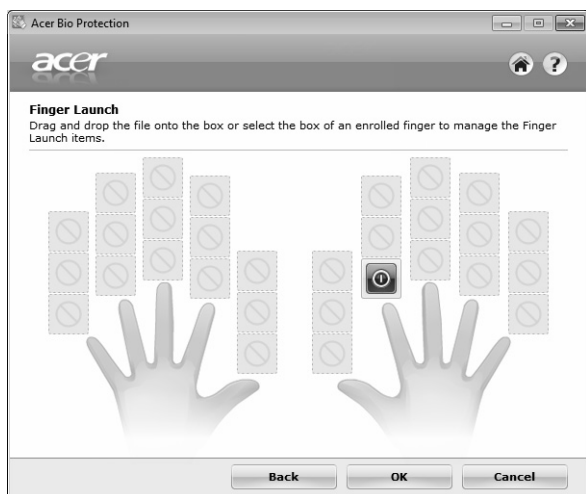 Acer Bio Protection
acer
?
Finger Launch
Drag and drop the file onto the box or select the box of an enrolled finger to manage the Finger
Launch items.
Back OK Cancel